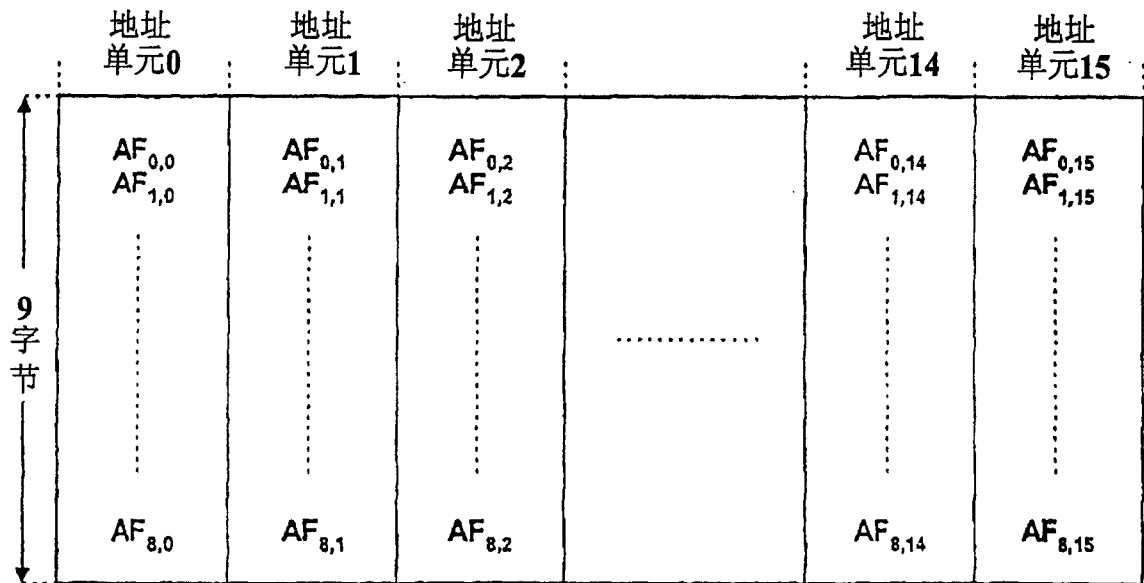 地址 地址 地址 地址 地址
单元0 单元1 单元2 单元14 单元15
AF0,0 AF0,1 AF0,2 AF0,14 AF0,15
AF1,0 AF1,1 AF1,2 AF1,14 AF1,15
9
字
节
AF8,0 AF8,1 AF8,2 AF8,14 AF8,15